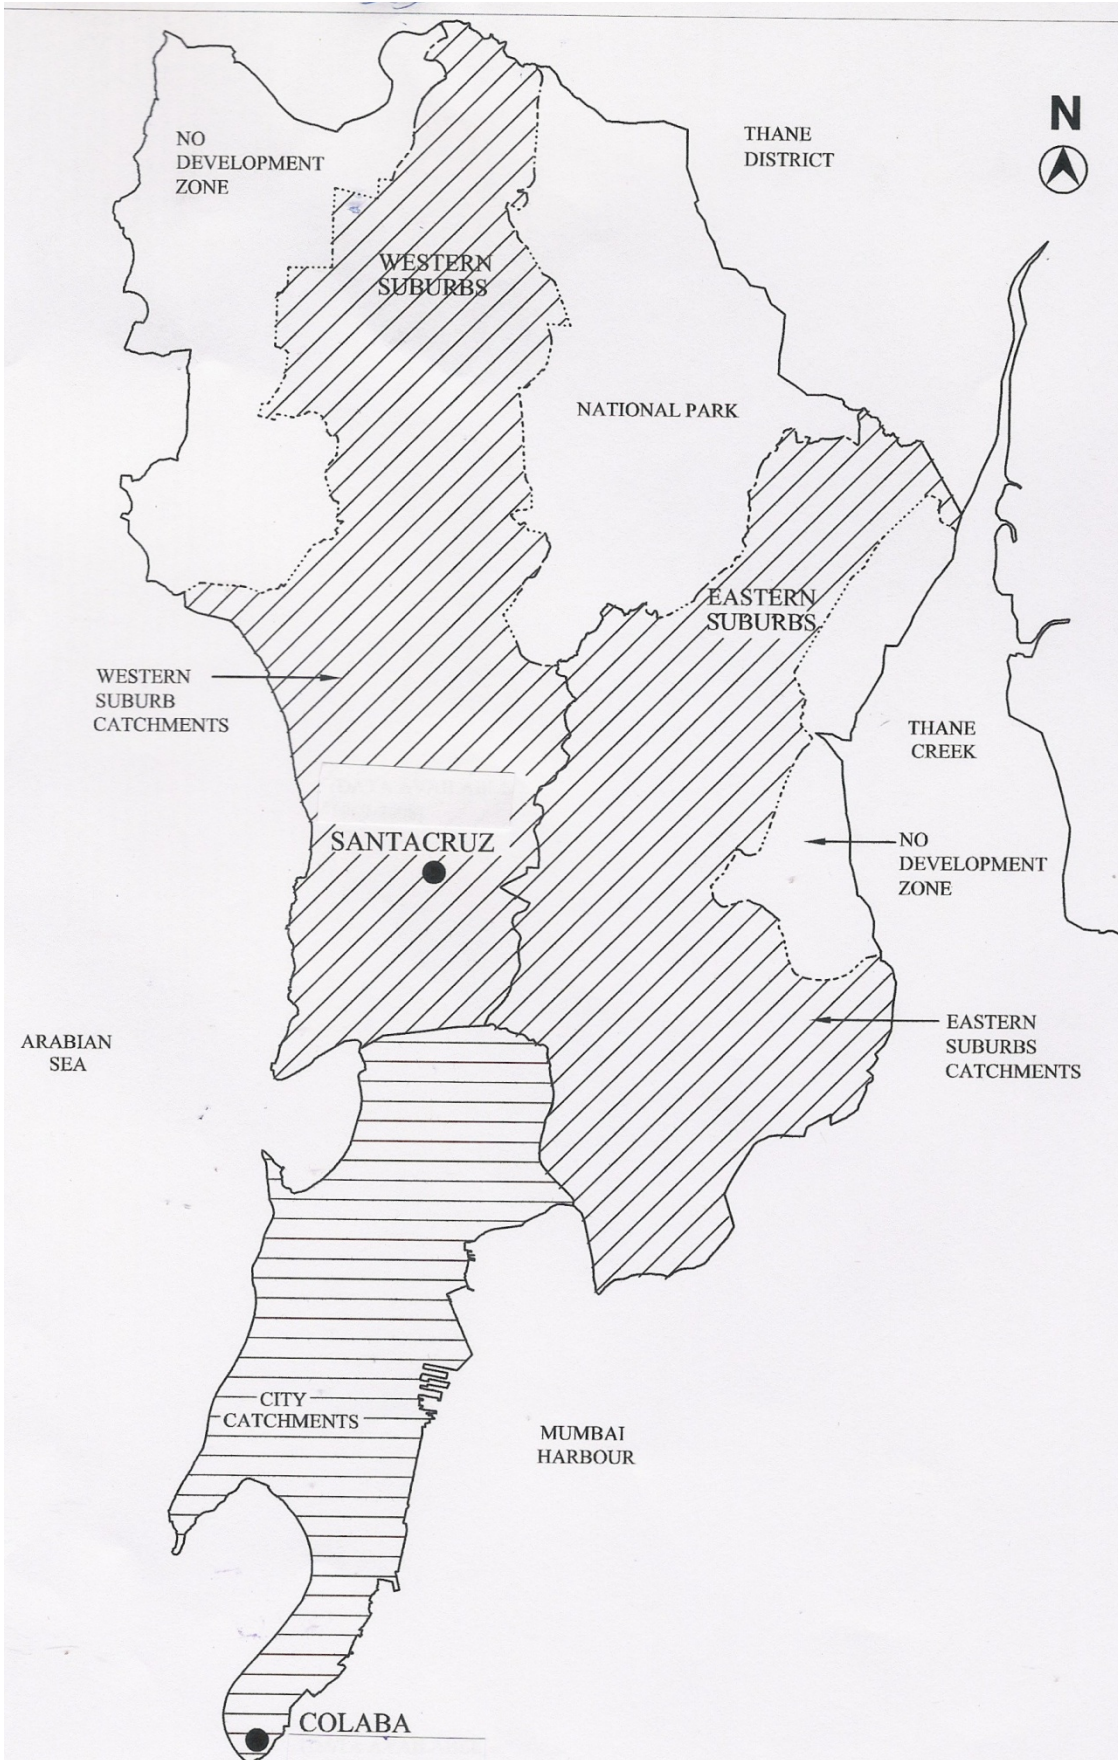 N
NO
DEVELOPMENT
ZONE
THANE
DISTRICT
WESTERN
SUBURBS
NATIONAL PARK
EASTERN
SUBURBS
WESTERN
SUBURB
CATCHMENTS
THANE
CREEK
SANTACRUZ
NO
DEVELOPMENT
ZONE
ARABIAN
SEA
EASTERN
SUBURBS
CATCHMENTS
CITY
CATCHMENTS
MUMBAI
HARBOUR
COLABA